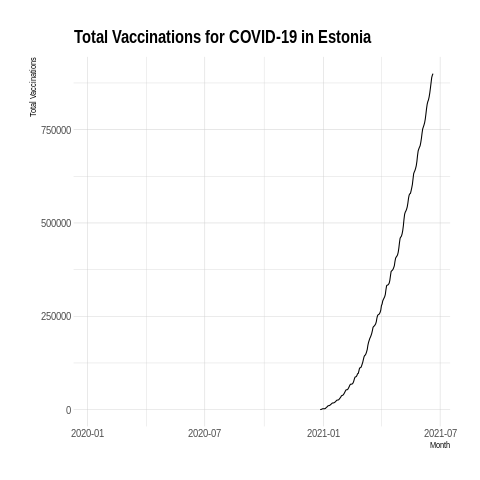 Total Vaccinations for COVID-19 in Estonia
Total Vaccinations
750000
500000
250000
0
2020-01 2020-07 2021-01 2021-07
Month